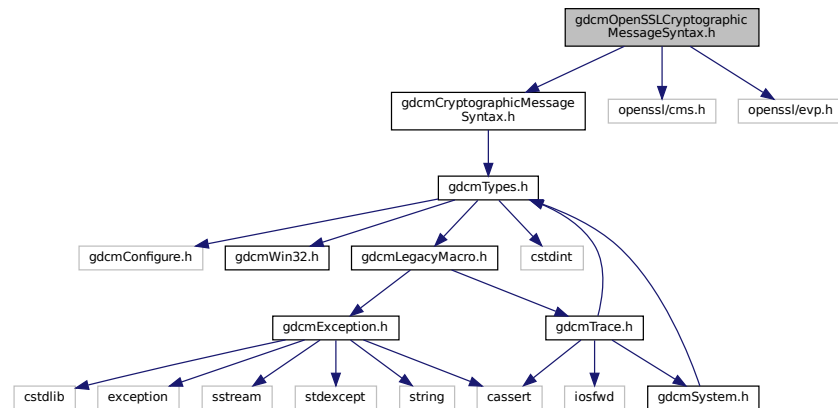 gdcmOpenSSLCryptographic
MessageSyntax.h
gdcmCryptographicMessage
Syntax.h
openssl/cms.h
openssl/evp.h
gdcmTypes.h
gdcmConfigure.h
gdcmWin32.h
gdcmLegacyMacro.h
cstdint
gdcmException.h
gdcmTrace.h
cstdlib
exception
sstream
stdexcept
string
cassert
iosfwd
gdcmSystem.h